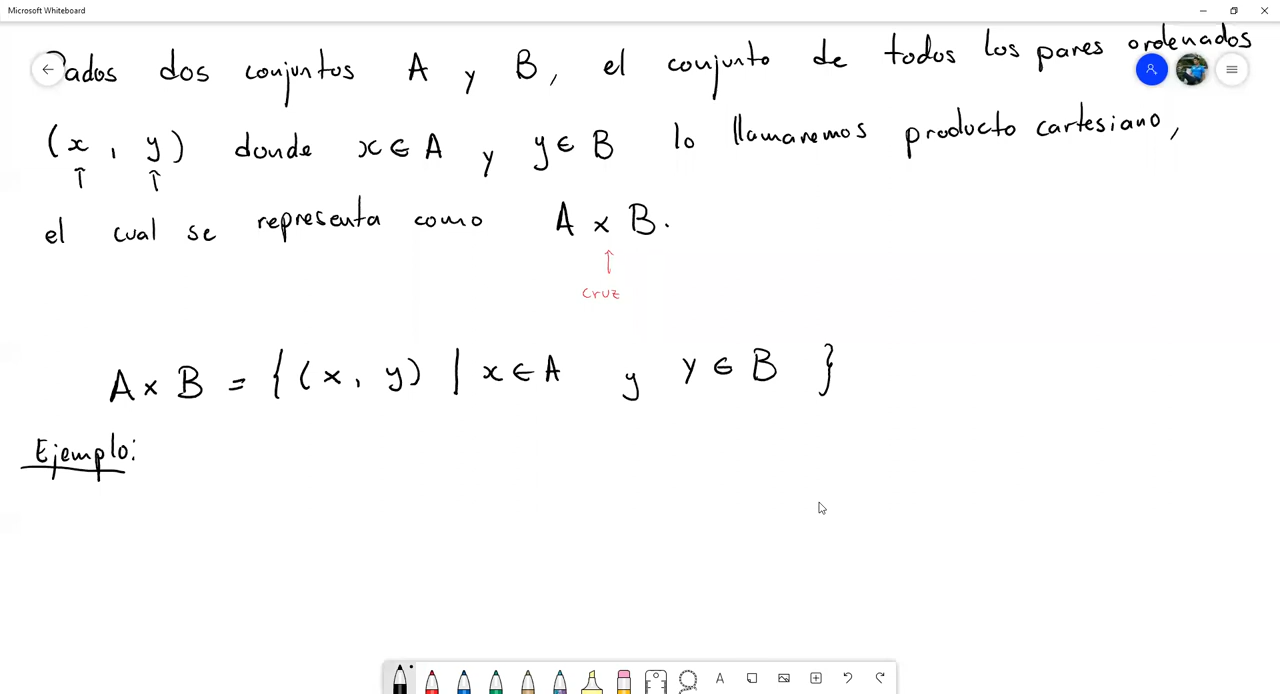 Microsoft Whiteboard
Dados dos conjuntos A y B, el conjunto de todos los pares ordenados
(x, y) donde x ∈ A y y ∈ B lo llamaremos producto cartesiano,
↑ ↑
el cual se representa como A × B.
↑
cruz
A × B = { (x, y) | x ∈ A y y ∈ B }
Ejemplo:
A